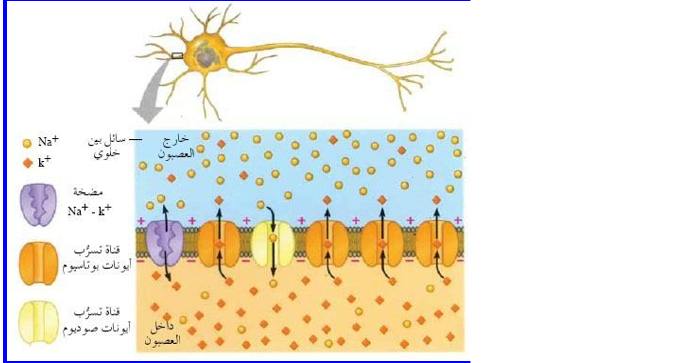 خارج
العصبون
سائل بين
خلوي
Na+
k+
مضخة
Na+ - k+
قناة تسرُّب
أيونات بوتاسيوم
قناة تسرُّب
أيونات صوديوم
داخل
العصبون
+ + + + + + +
− − − − − − −